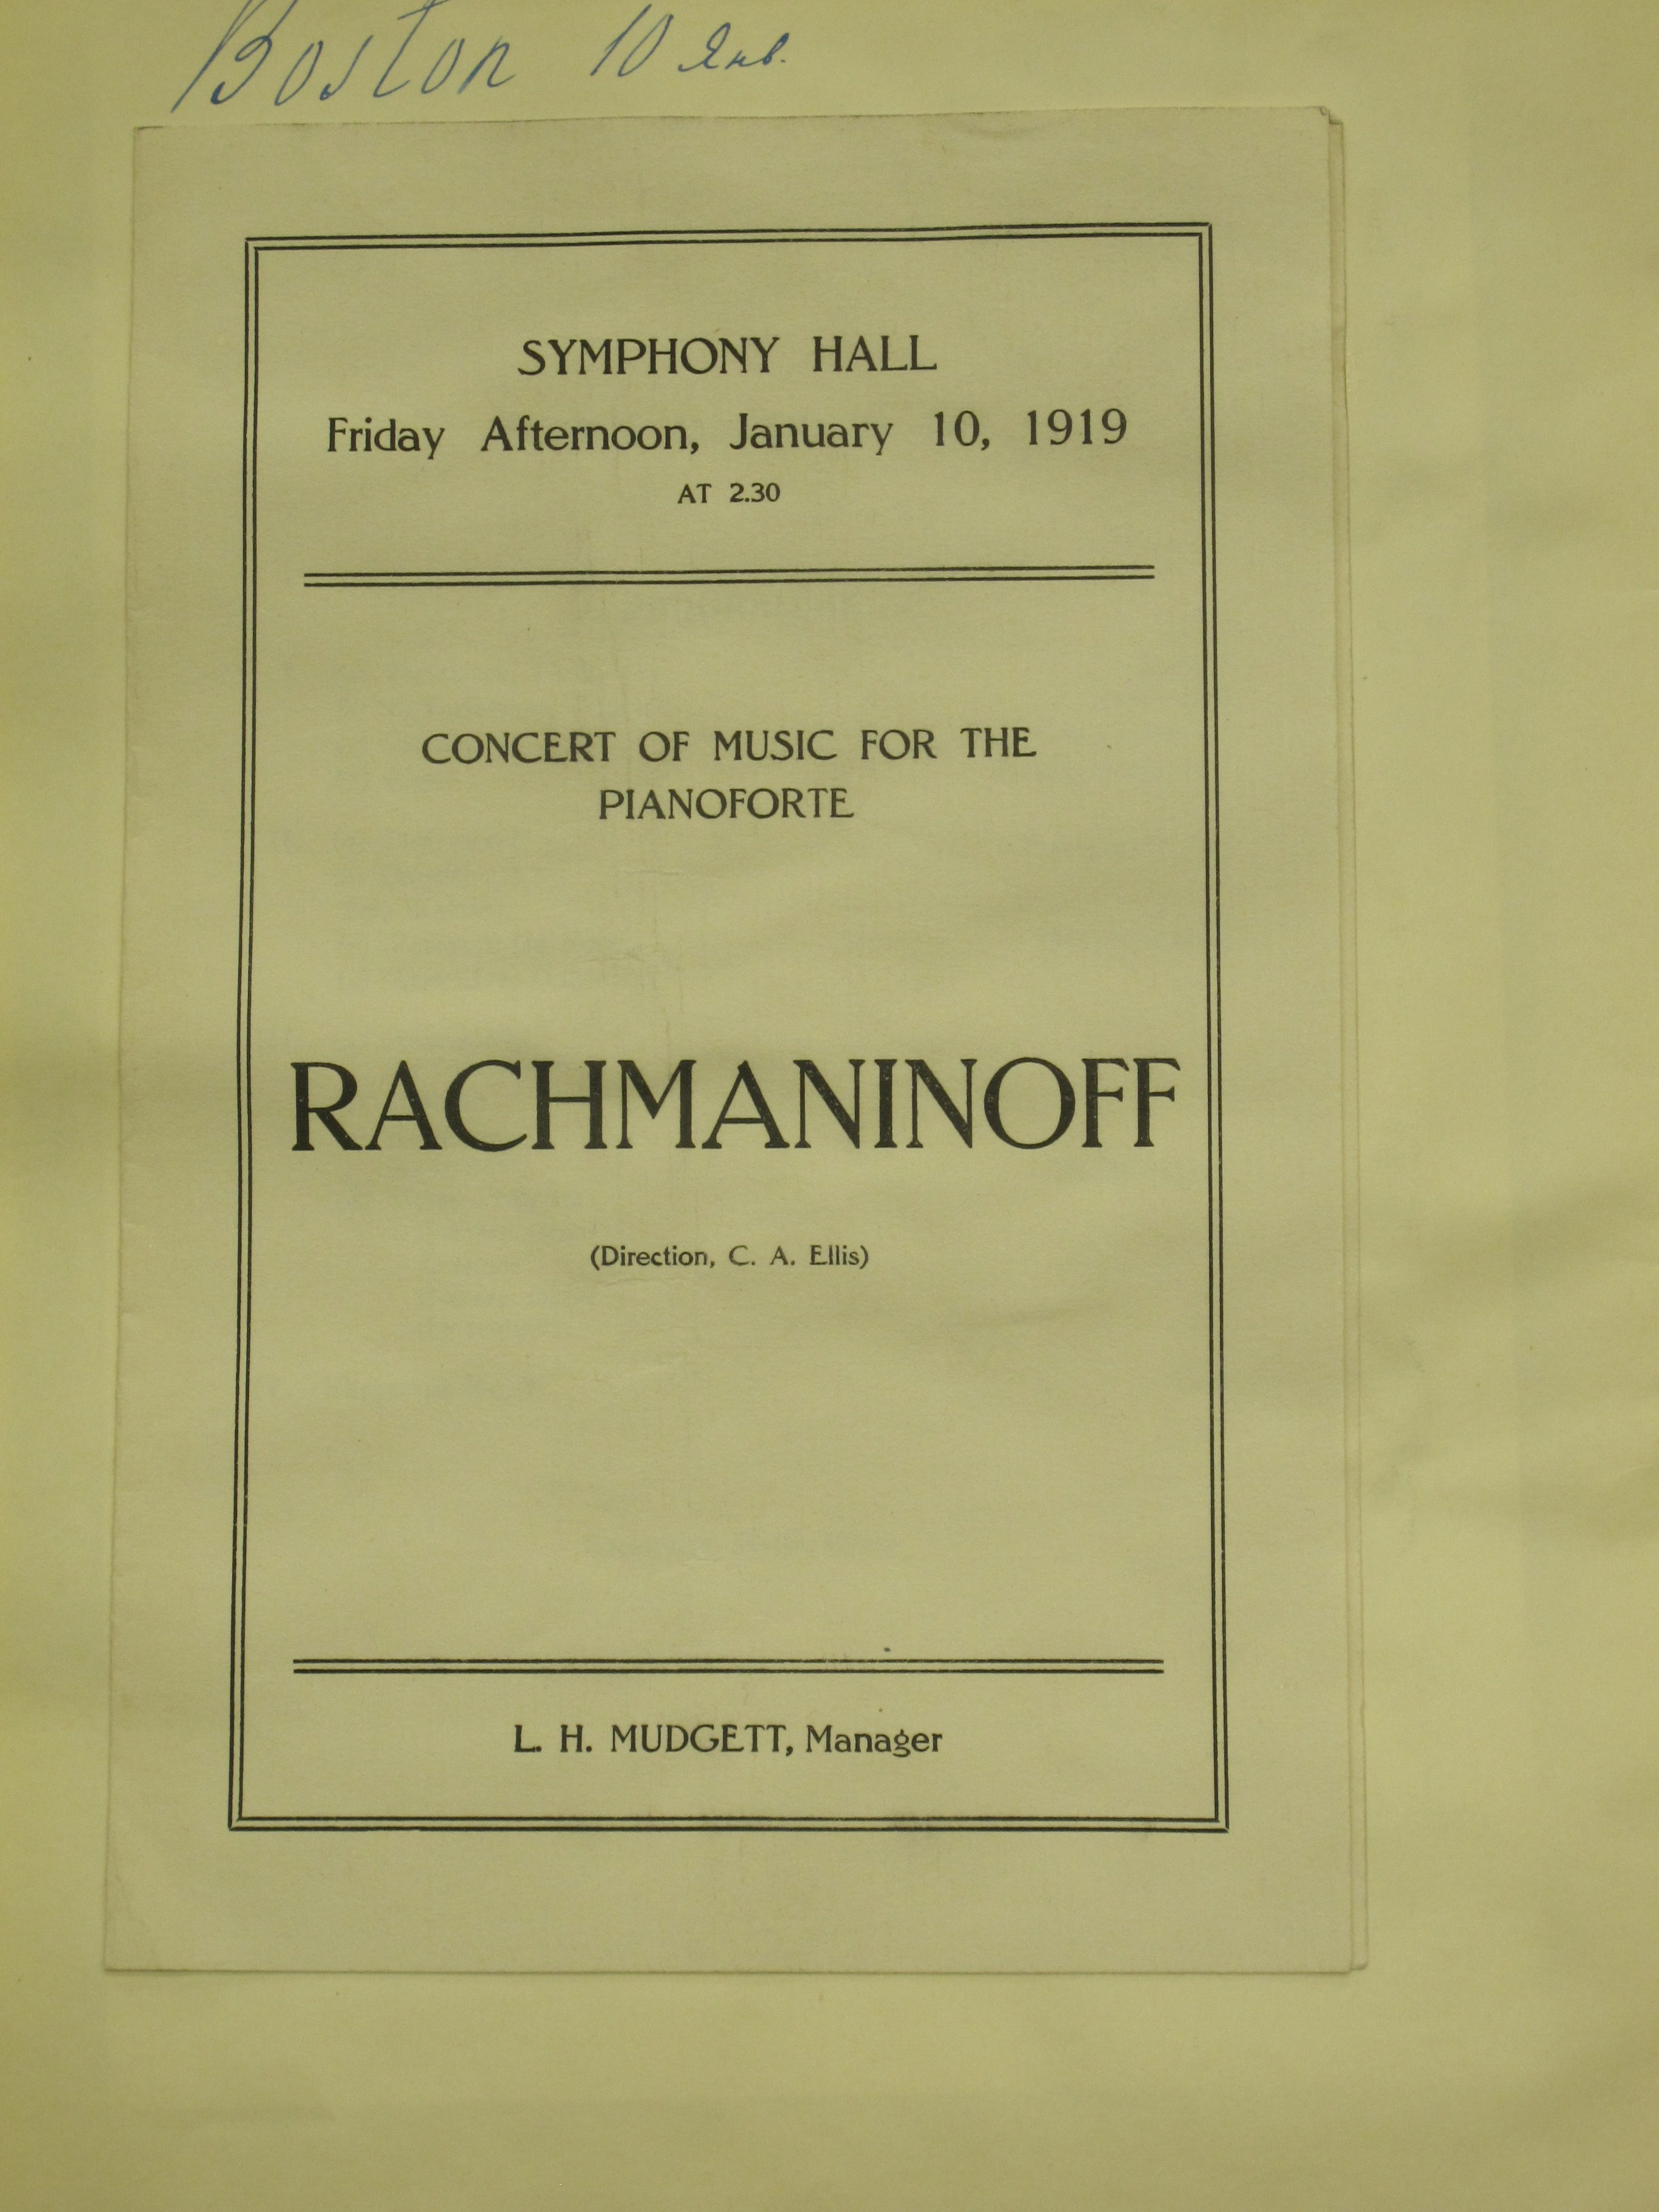 Boston 10 Янв.
SYMPHONY HALL
Friday Afternoon, January 10, 1919
AT 2.30
CONCERT OF MUSIC FOR THE
PIANOFORTE
RACHMANINOFF
(Direction, C. A. Ellis)
L. H. MUDGETT, Manager